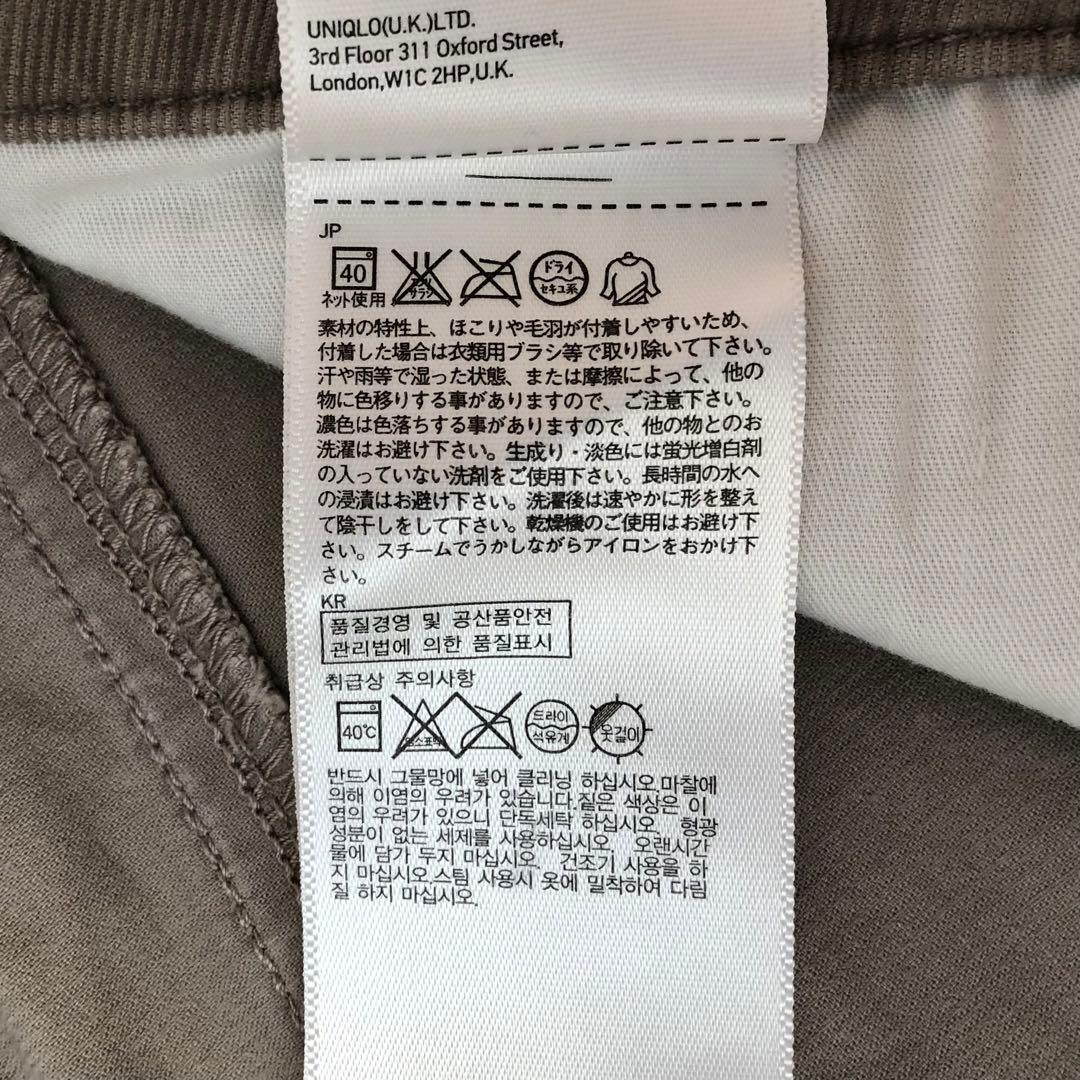 UNIQLO(U.K.)LTD.
3rd Floor 311 Oxford Street,
London,W1C 2HP,U.K.
JP
40
ドライ
セキユ系
ネット使用
素材の特性上、ほこりや毛羽が付着しやすいため、
付着した場合は衣類用ブラシ等で取り除いて下さい。
汗や雨等で湿った状態、または摩擦によって、他の
物に色移りする事がありますので、ご注意下さい。
濃色は色落ちする事がありますので、他の物とのお
洗濯はお避け下さい。生成り・淡色には蛍光増白剤
の入っていない洗剤をご使用下さい。長時間の水へ
の浸漬はお避け下さい。洗濯後は速やかに形を整え
て陰干しをして下さい。乾燥機のご使用はお避け下
さい。スチームでうかしながらアイロンをおかけ下
さい。
KR
품질경영 및 공산품안전
관리법에 의한 품질표시
취급상 주의사항
40℃
드라이
석유계
옷걸이
반드시 그물망에 넣어 클리닝 하십시오.마찰에
의해 이염의 우려가 있습니다.짙은 색상은 이
염의 우려가 있으니 단독세탁 하십시오. 형광
성분이 없는 세제를 사용하십시오. 오랜시간
물에 담가 두지 마십시오. 건조기 사용을 하
지 마십시오.스팀 사용시 옷에 밀착하여 다림
질 하지 마십시오.